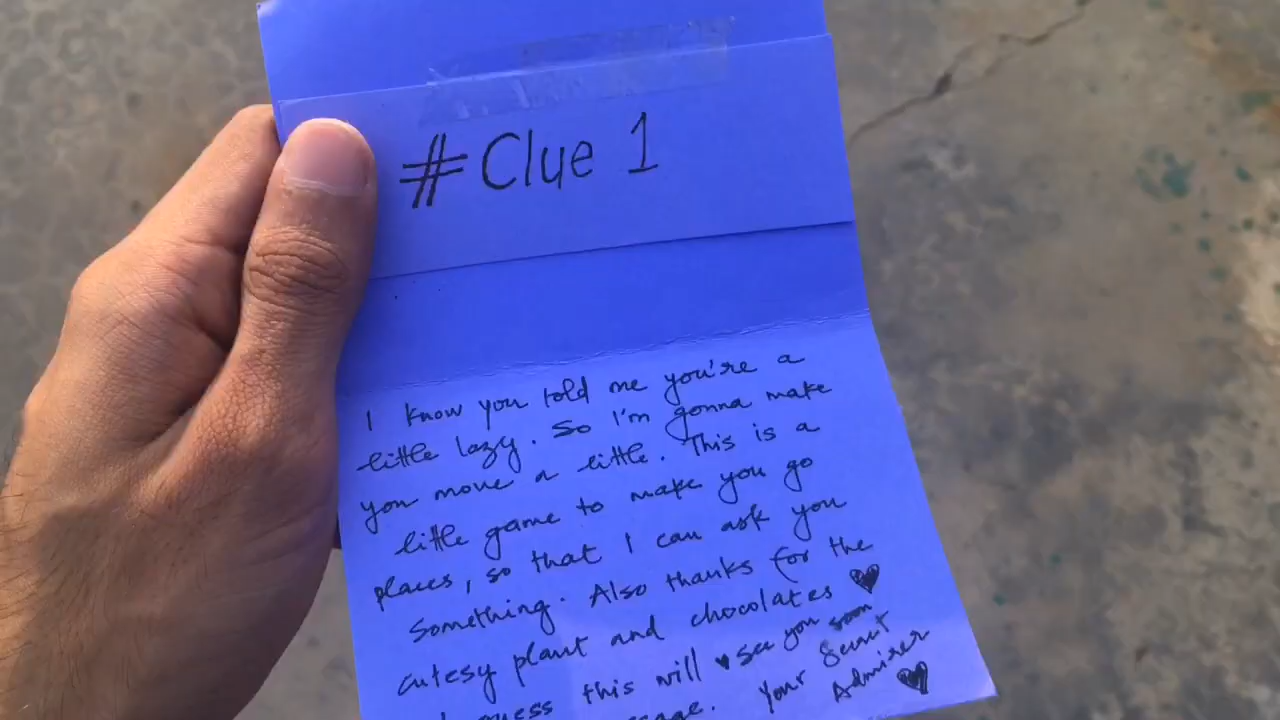 #Clue 1
I know you told me you're a
little lazy. So I'm gonna make
you move a little. This is a
little game to make you go
places, so that I can ask you
something. Also thanks for the
cutesy plant and chocolates ♥
this will ♥ see you soon
Your Secret
Admirer ♥